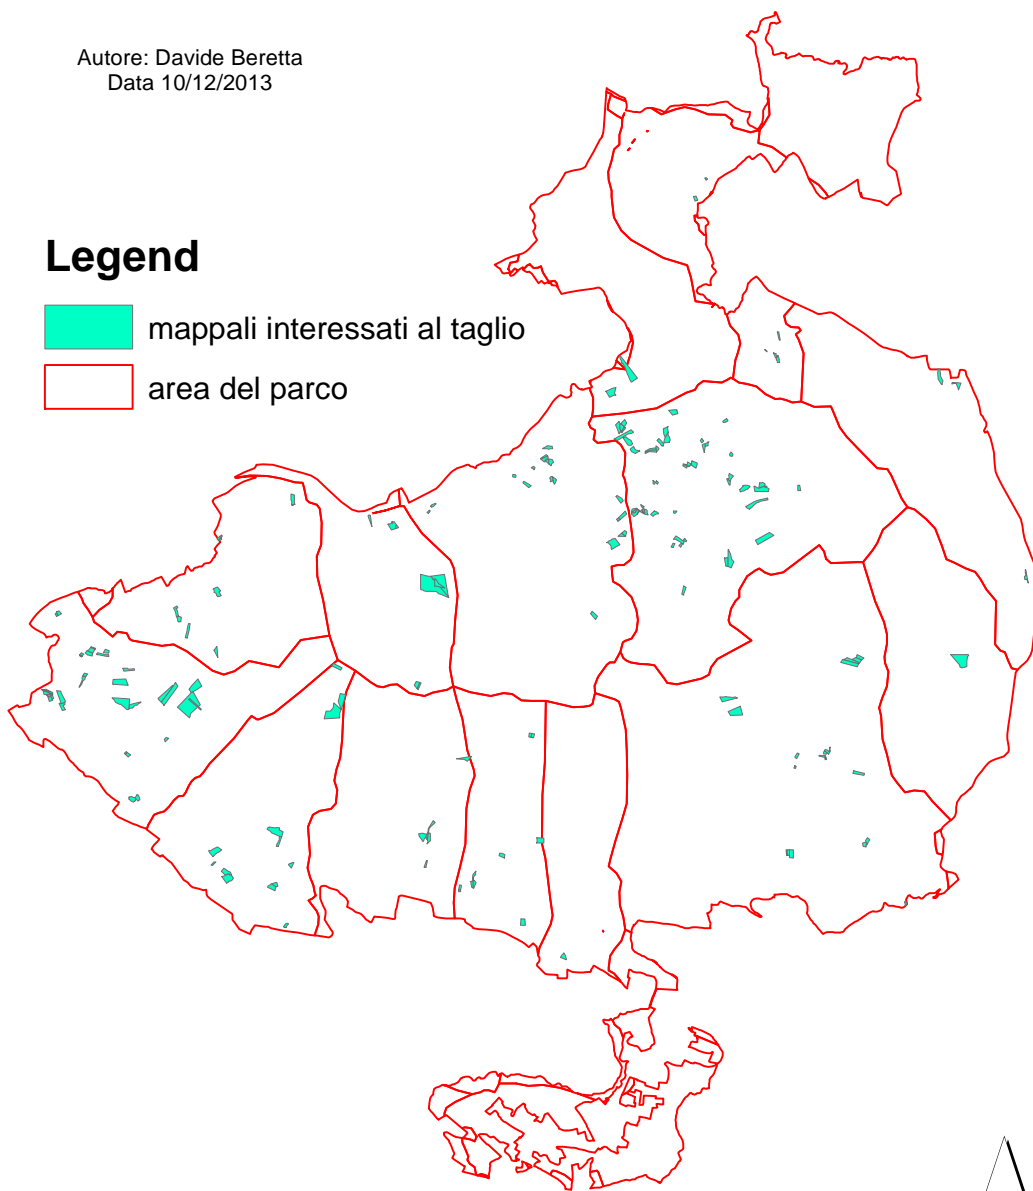 Autore: Davide Beretta
Data 10/12/2013
Legend
mappali interessati al taglio
area del parco